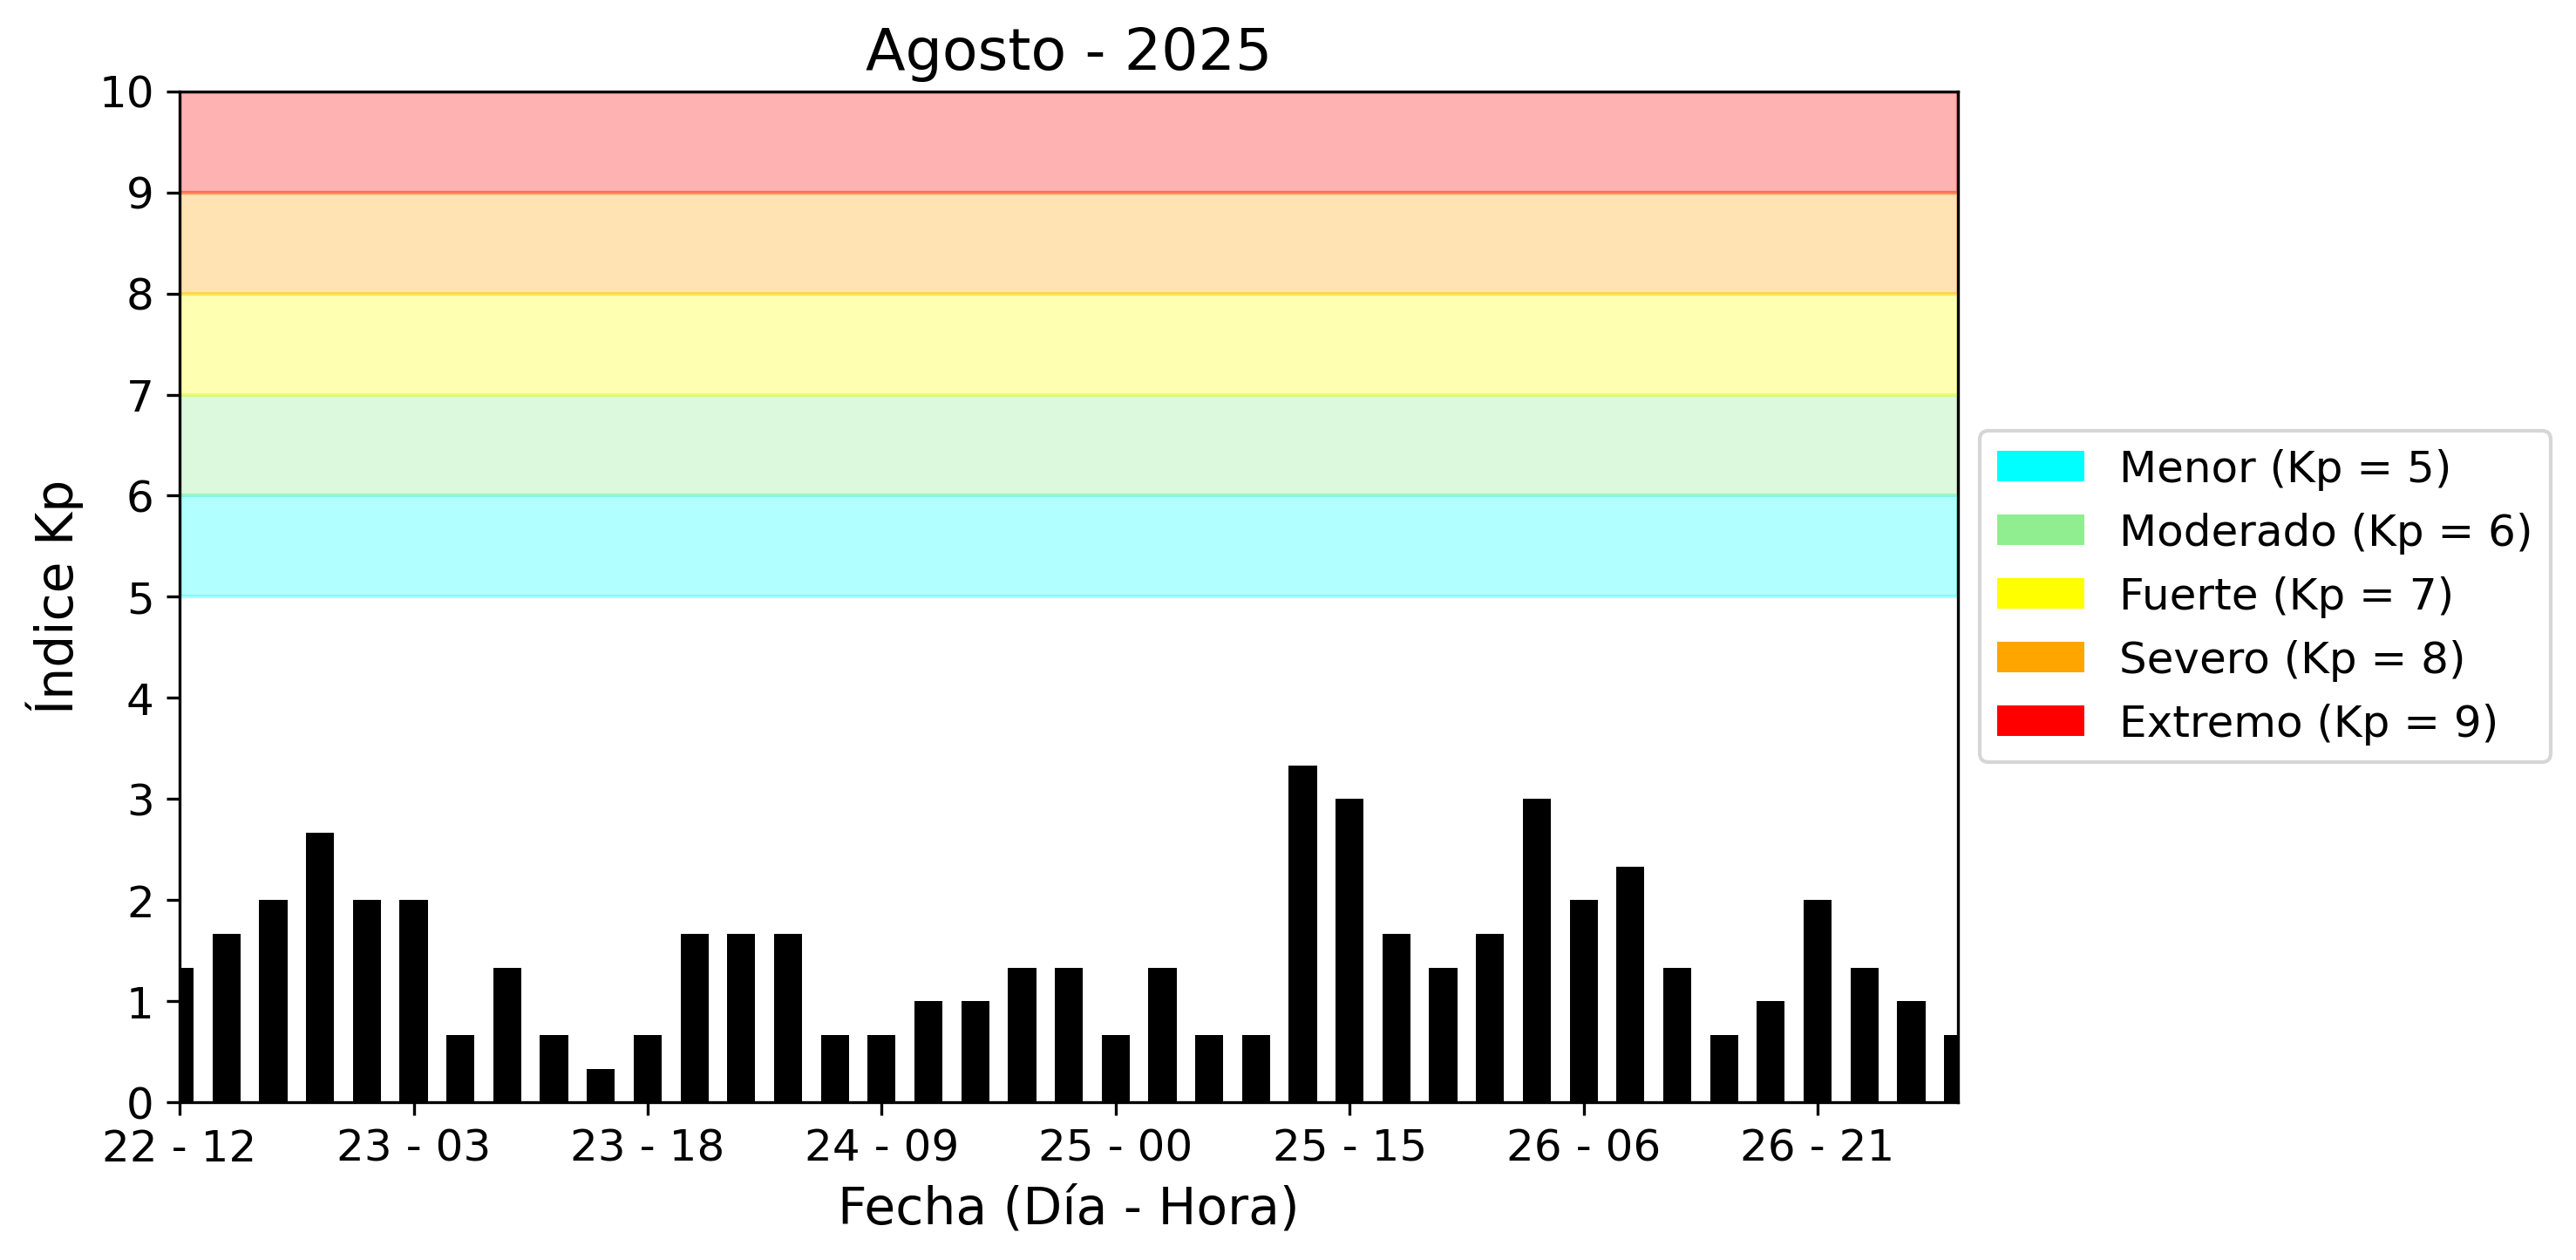 Agosto - 2025
10
9
8
7
6
5
4
3
2
1
0
Índice Kp
22 - 12
23 - 03
23 - 18
24 - 09
25 - 00
25 - 15
26 - 06
26 - 21
Fecha (Día - Hora)
Menor (Kp = 5)
Moderado (Kp = 6)
Fuerte (Kp = 7)
Severo (Kp = 8)
Extremo (Kp = 9)